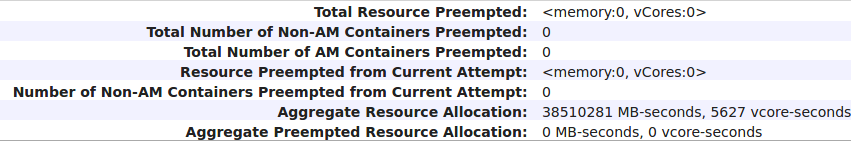 Total Resource Preempted: <memory:0, vCores:0>
Total Number of Non-AM Containers Preempted: 0
Total Number of AM Containers Preempted: 0
Resource Preempted from Current Attempt: <memory:0, vCores:0>
Number of Non-AM Containers Preempted from Current Attempt: 0
Aggregate Resource Allocation: 38510281 MB-seconds, 5627 vcore-seconds
Aggregate Preempted Resource Allocation: 0 MB-seconds, 0 vcore-seconds